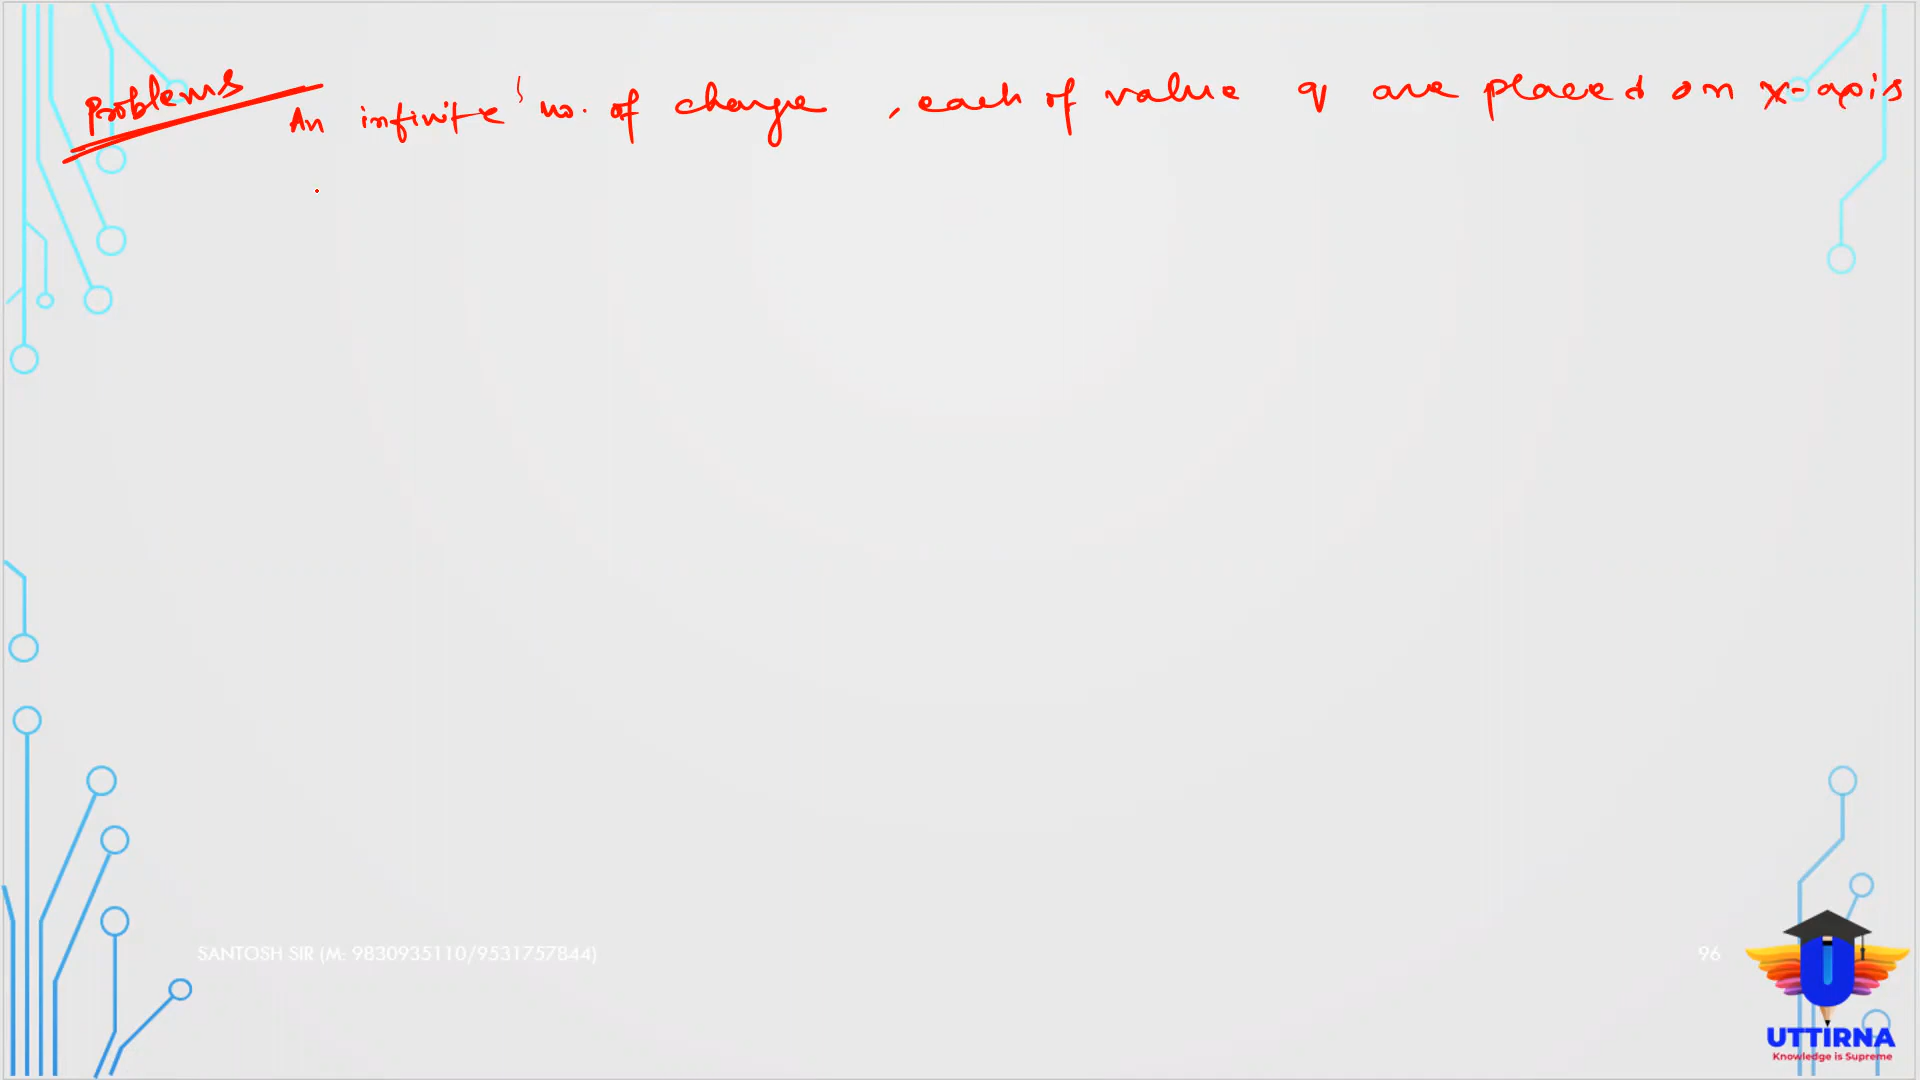 Problems
An infinite no. of charge, each of value q are placed on x-axis
SANTOSH SIR (M: 9830935110/9531757844)
96
UTTIRNA
Knowledge is Supreme